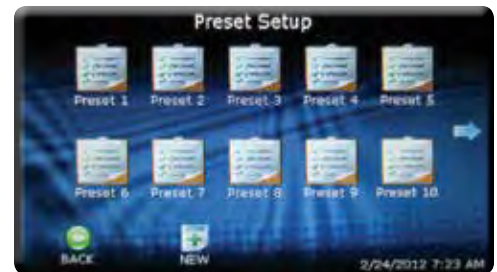 Preset Setup
Preset 1 Preset 2 Preset 3 Preset 4 Preset 5
Preset 6 Preset 7 Preset 8 Preset 9 Preset 10
BACK NEW
2/24/2012 7:23 AM